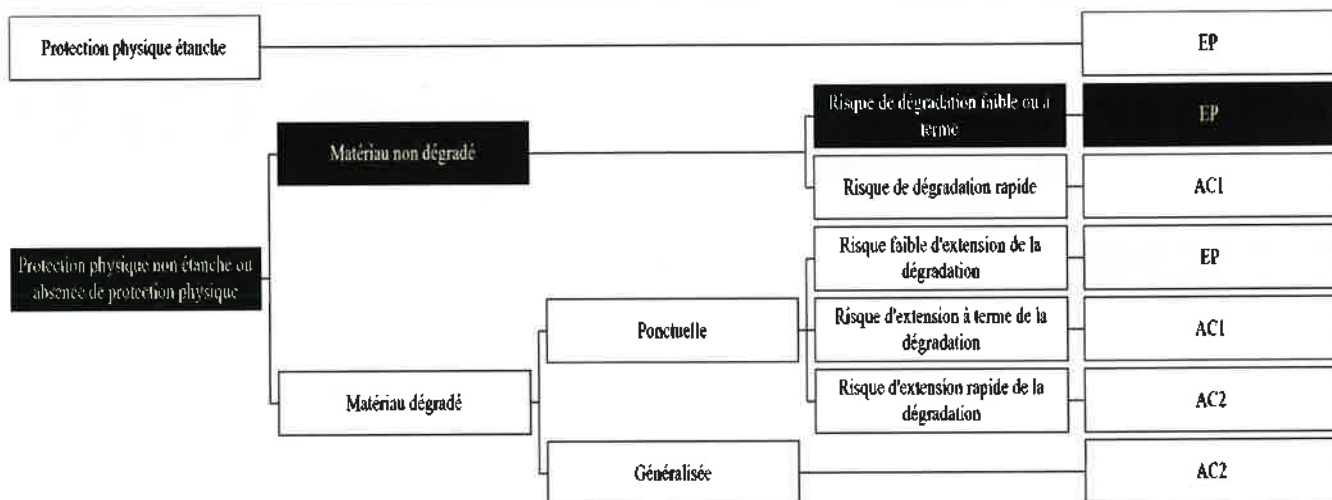 Protection physique étanche
EP
Risque de dégradation faible ou à
terme
EP
Matériau non dégradé
Risque de dégradation rapide
AC1
Protection physique non étanche ou
absence de protection physique
Risque faible d'extension de la
dégradation
EP
Ponctuelle
Risque d'extension à terme de la
dégradation
AC1
Matériau dégradé
Risque d'extension rapide de la
dégradation
AC2
Généralisée
AC2